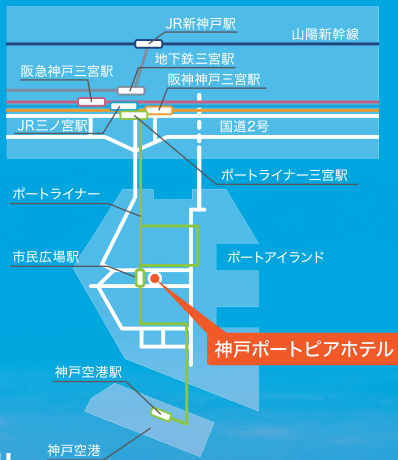 JR新神戸駅
山陽新幹線
地下鉄三宮駅
阪急神戸三宮駅
阪神神戸三宮駅
JR三ノ宮駅
国道2号
ポートライナー三宮駅
ポートライナー
市民広場駅
ポートアイランド
神戸ポートピアホテル
神戸空港駅
神戸空港